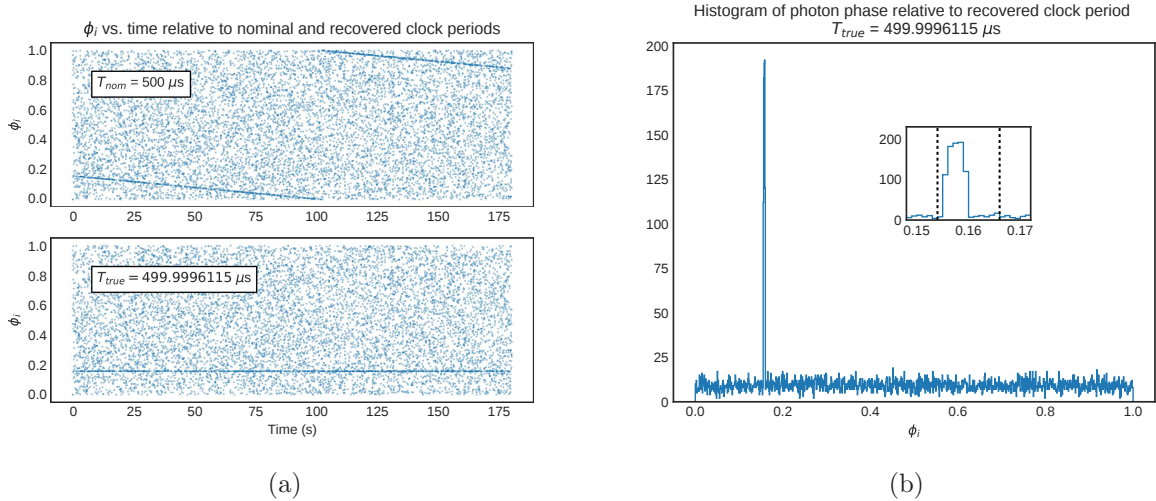 ϕᵢ vs. time relative to nominal and recovered clock periods
1.0
0.8
0.6
0.4
0.2
0.0
ϕᵢ
Tₙₒₘ = 500 μs
0 25 50 75 100 125 150 175
1.0
0.8
0.6
0.4
0.2
0.0
ϕᵢ
T_true = 499.9996115 μs
0 25 50 75 100 125 150 175
Time (s)
(a)
Histogram of photon phase relative to recovered clock period
T_true = 499.9996115 μs
200
175
150
125
100
75
50
25
0
200
100
0
0.15 0.16 0.17
0.0 0.2 0.4 0.6 0.8 1.0
ϕᵢ
(b)